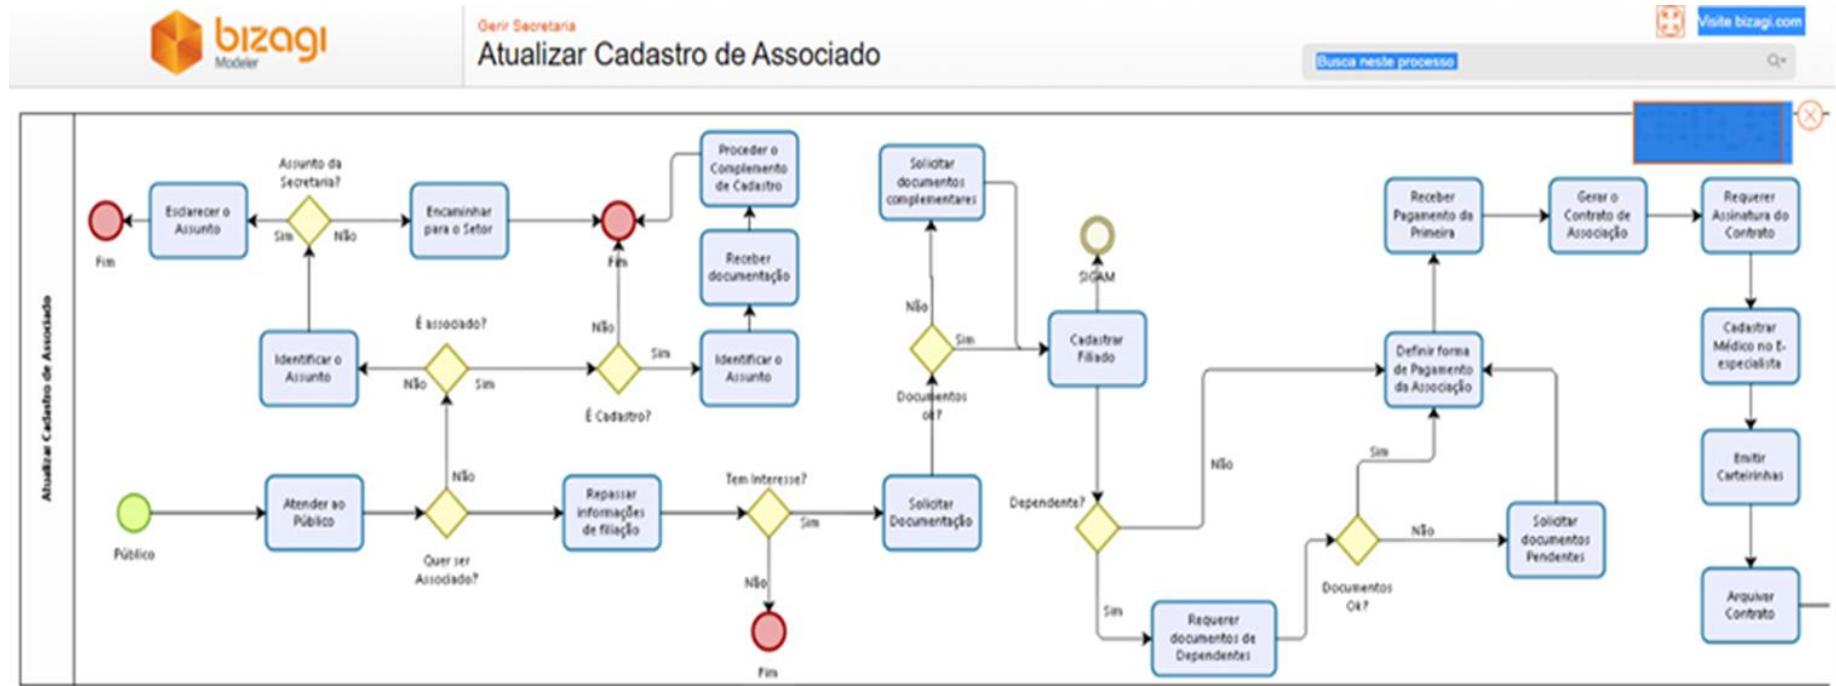 bizagi
Modeler
Gerir Secretaria
Atualizar Cadastro de Associado
Visite bizagi.com
Busca neste processo
Atualizar Cadastro de Associado
Fim
Esclarecer o
Assunto
Assunto da
Secretaria?
Sim
Não
Encaminhar
para o Setor
Fim
Proceder o
Complemento
de Cadastro
Receber
documentação
Identificar o
Assunto
É associado?
Não
Sim
É Cadastro?
Não
Sim
Identificar o
Assunto
Público
Atender ao
Público
Não
Quer ser
Associado?
Repassar
informações
de filiação
Tem Interesse?
Sim
Não
Fim
Solicitar
Documentação
Documentos
ok?
Não
Sim
Solicitar
documentos
complementares
SIGAM
Cadastrar
Filiado
Dependente?
Não
Sim
Requerer
documentos de
Dependentes
Documentos
Ok?
Sim
Não
Solicitar
documentos
Pendentes
Definir forma
de Pagamento
da Associação
Receber
Pagamento da
Primeira
Gerar o
Contrato de
Associação
Requerer
Assinatura do
Contrato
Cadastrar
Médico no E-
especialista
Emitir
Carteirinhas
Arquivar
Contrato